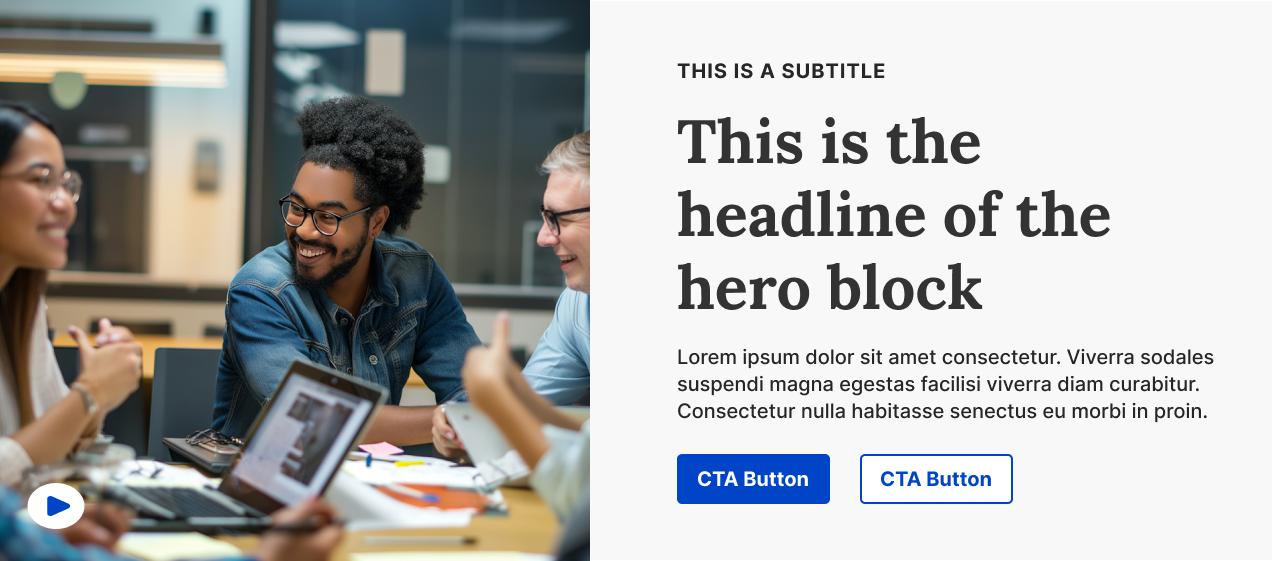 THIS IS A SUBTITLE
This is the
headline of the
hero block
Lorem ipsum dolor sit amet consectetur. Viverra sodales
suspendi magna egestas facilisi viverra diam curabitur.
Consectetur nulla habitasse senectus eu morbi in proin.
CTA Button
CTA Button